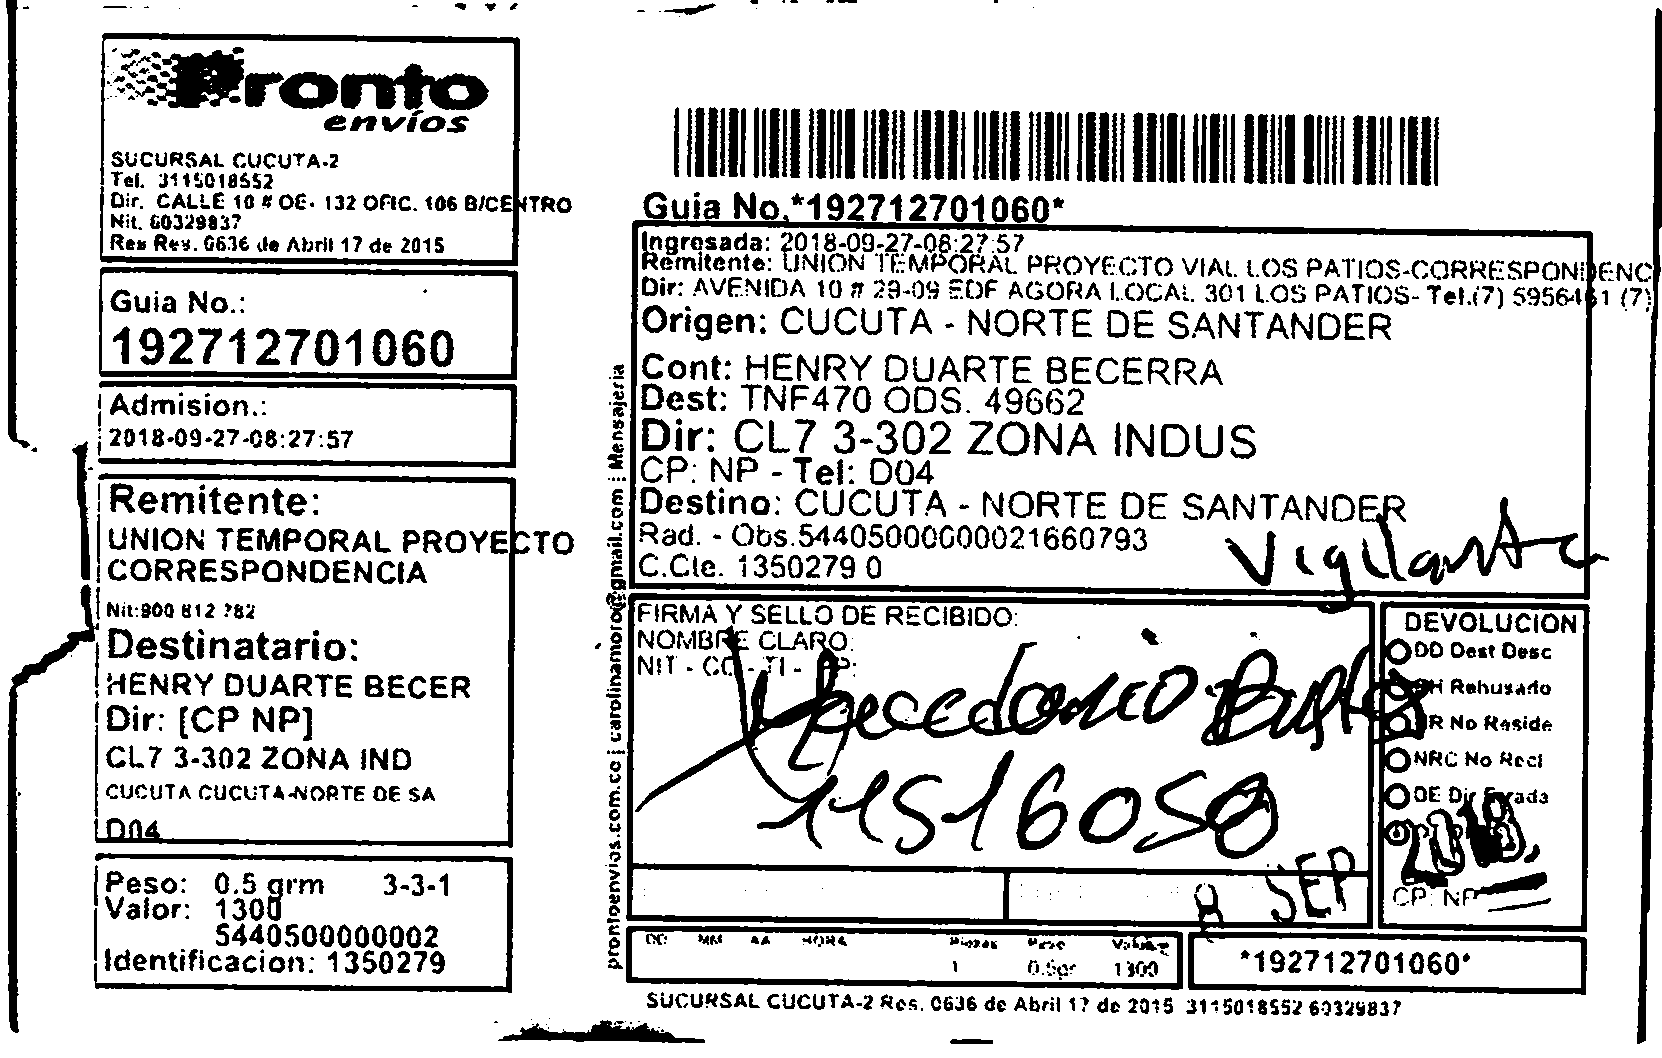 Pronto
envíos
SUCURSAL CUCUTA-2
Tel. 3115018552
Dir. CALLE 10 # OE- 132 OFIC. 106 B/CENTRO
Nit. 60329837
Res Res. 0636 de Abril 17 de 2015
Guia No.:
192712701060
Admision.:
2018-09-27-08:27:57
Remitente:
UNION TEMPORAL PROYECTO
CORRESPONDENCIA
Nit:900 812 782
Destinatario:
HENRY DUARTE BECER
Dir: [CP NP]
CL7 3-302 ZONA IND
CUCUTA CUCUTA-NORTE DE SA
D04
Peso: 0.5 grm 3-3-1
Valor: 1300
5440500000002
Identificacion: 1350279
prontoenvios.com.co | carolinamoro@gmail.com | Mensajeria
Guia No.*192712701060*
Ingresada: 2018-09-27-08:27:57
Remitente: UNION TEMPORAL PROYECTO VIAL LOS PATIOS-CORRESPONDENC
Dir: AVENIDA 10 # 29-09 EDF AGORA LOCAL 301 LOS PATIOS- Tel.(7) 5956461 (7)
Origen: CUCUTA - NORTE DE SANTANDER
Cont: HENRY DUARTE BECERRA
Dest: TNF470 ODS. 49662
Dir: CL7 3-302 ZONA INDUS
CP: NP - Tel: D04
Destino: CUCUTA - NORTE DE SANTANDER
Rad. - Obs.54405000000021660793
C.Cte. 1350279 0
Vigilante
FIRMA Y SELLO DE RECIBIDO:
NOMBRE CLARO:
NIT - CC - TI - PP:
11516050
SEP
DEVOLUCION
DD Dest Desc
RH Rehusado
NR No Reside
NRC No Recl
DE Dir Errada
2018
CP: NP
DD MM AA HORA Piezas Peso Valor
1 0.5gr 1300
*192712701060*
SUCURSAL CUCUTA-2 Res. 0636 de Abril 17 de 2015 3115018552 60329837